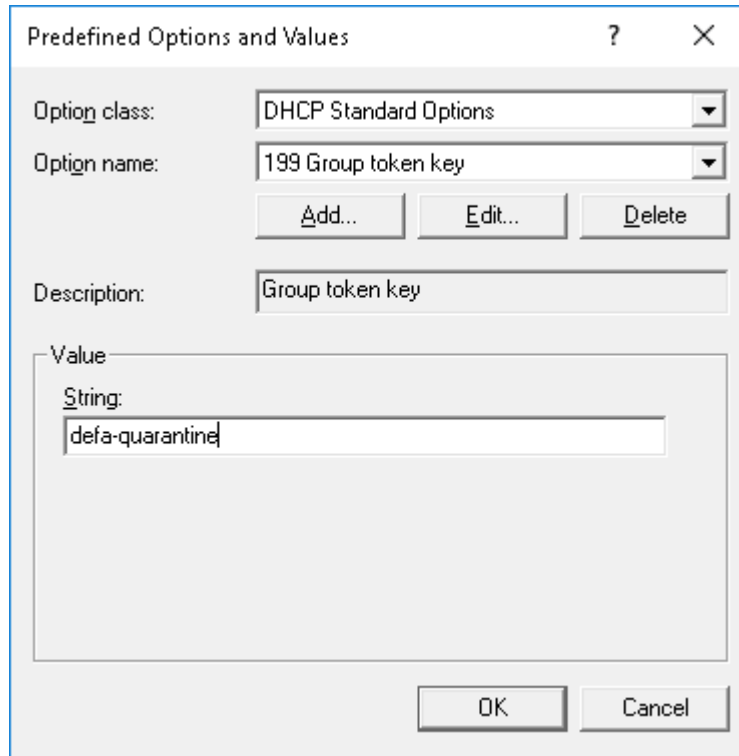 Predefined Options and Values ?
Option class: DHCP Standard Options
Option name: 199 Group token key
Add... Edit... Delete
Description: Group token key
Value
String:
defa-quarantine
OK Cancel